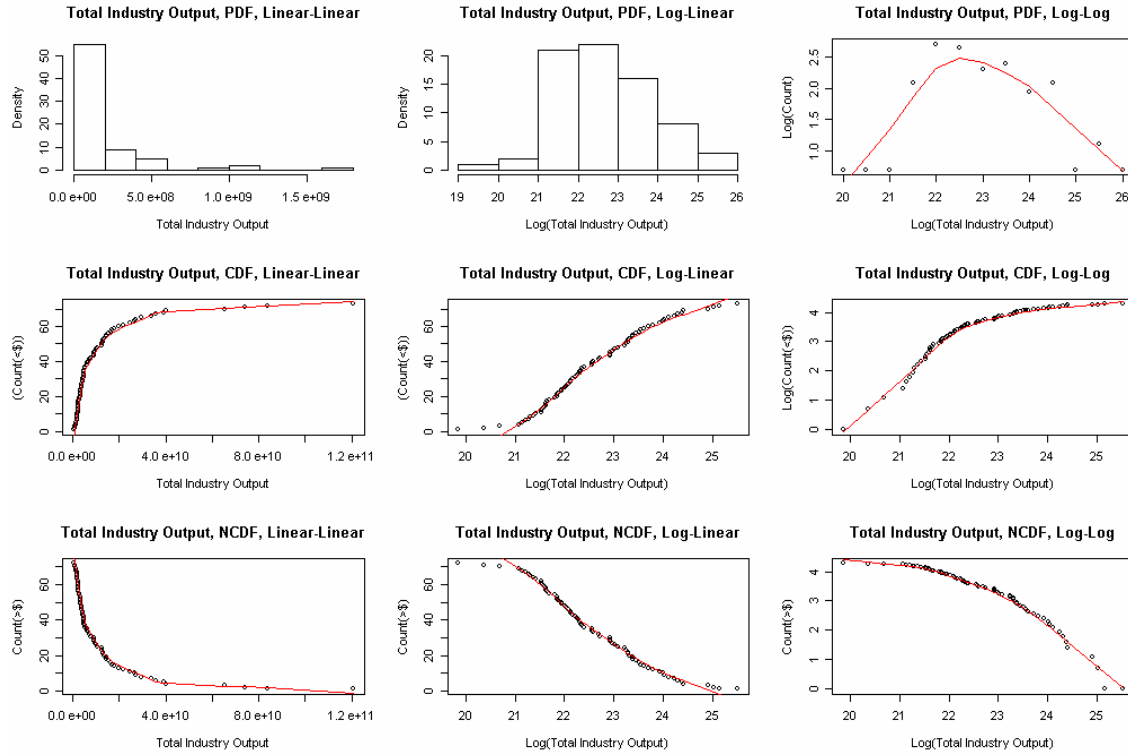 Total Industry Output, PDF, Linear-Linear
Density
0 10 20 30 40 50
0.0 e+00 5.0 e+08 1.0 e+09 1.5 e+09
Total Industry Output
Total Industry Output, PDF, Log-Linear
Density
0 5 10 15 20
19 20 21 22 23 24 25 26
Log(Total Industry Output)
Total Industry Output, PDF, Log-Log
Log(Count)
1.0 1.5 2.0 2.5
20 21 22 23 24 25 26
Log(Total Industry Output)
Total Industry Output, CDF, Linear-Linear
(Count(<$))
0 20 40 60
0.0 e+00 4.0 e+10 8.0 e+10 1.2 e+11
Total Industry Output
Total Industry Output, CDF, Log-Linear
(Count(<$))
0 20 40 60
20 21 22 23 24 25
Log(Total Industry Output)
Total Industry Output, CDF, Log-Log
Log(Count(<$))
0 1 2 3 4
20 21 22 23 24 25
Log(Total Industry Output)
Total Industry Output, NCDF, Linear-Linear
Count(>$)
0 20 40 60
0.0 e+00 4.0 e+10 8.0 e+10 1.2 e+11
Total Industry Output
Total Industry Output, NCDF, Log-Linear
Count(>$)
0 20 40 60
20 21 22 23 24 25
Log(Total Industry Output)
Total Industry Output, NCDF, Log-Log
Count(>$)
0 1 2 3 4
20 21 22 23 24 25
Log(Total Industry Output)